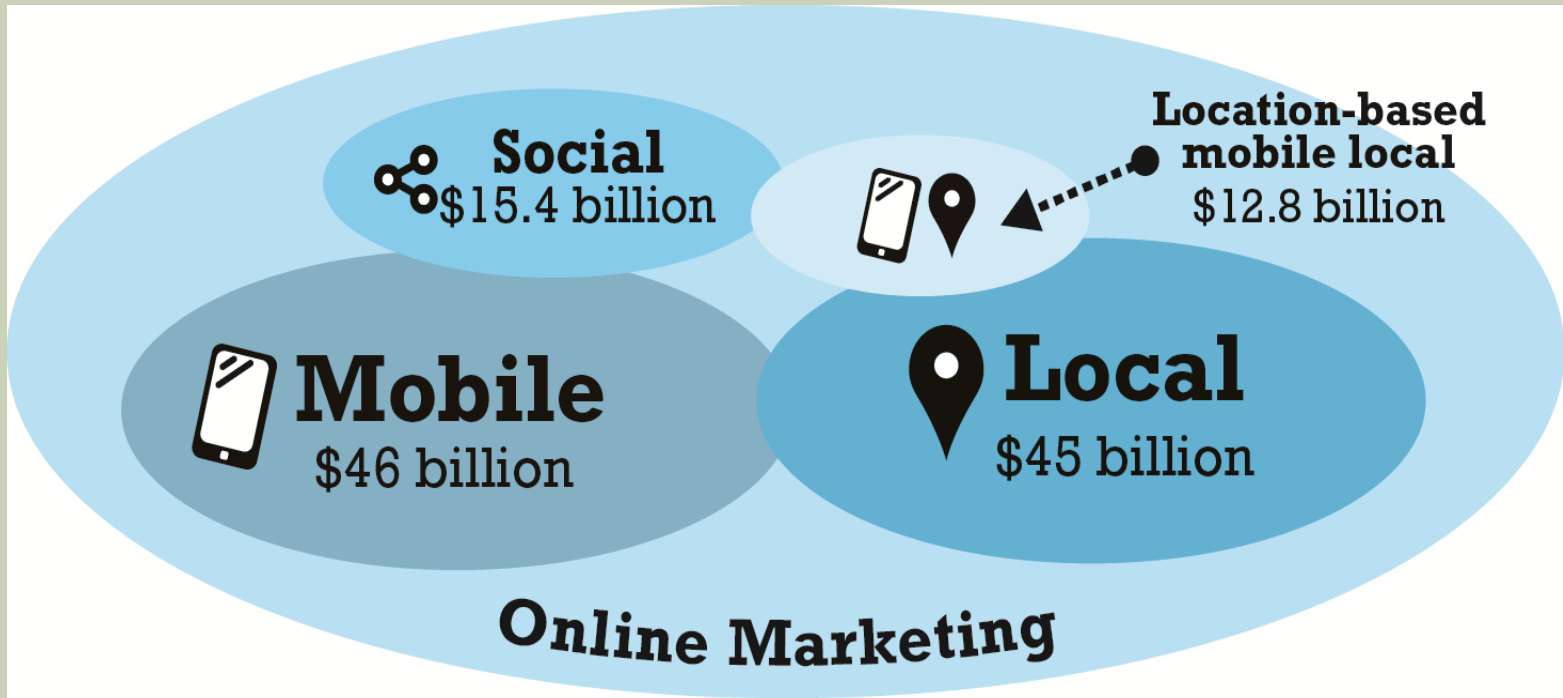 Social
$15.4 billion
Location-based
mobile local
$12.8 billion
Mobile
$46 billion
Local
$45 billion
Online Marketing